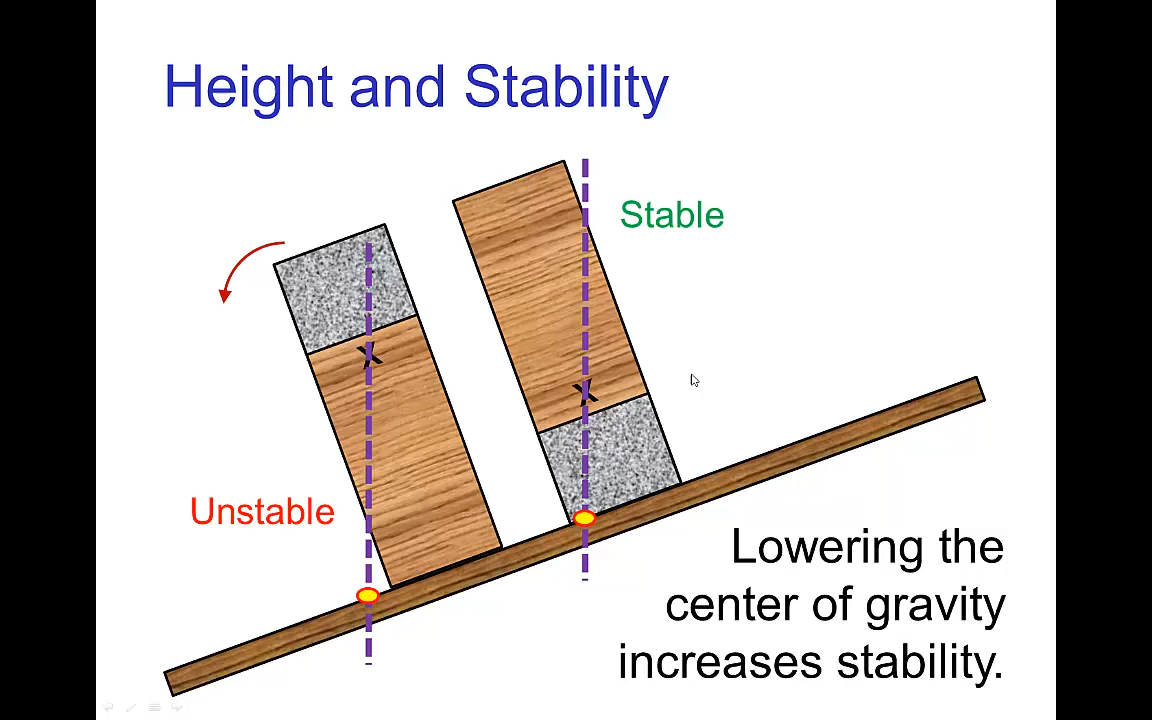 Height and Stability
Stable
X
X
Unstable
Lowering the
center of gravity
increases stability.